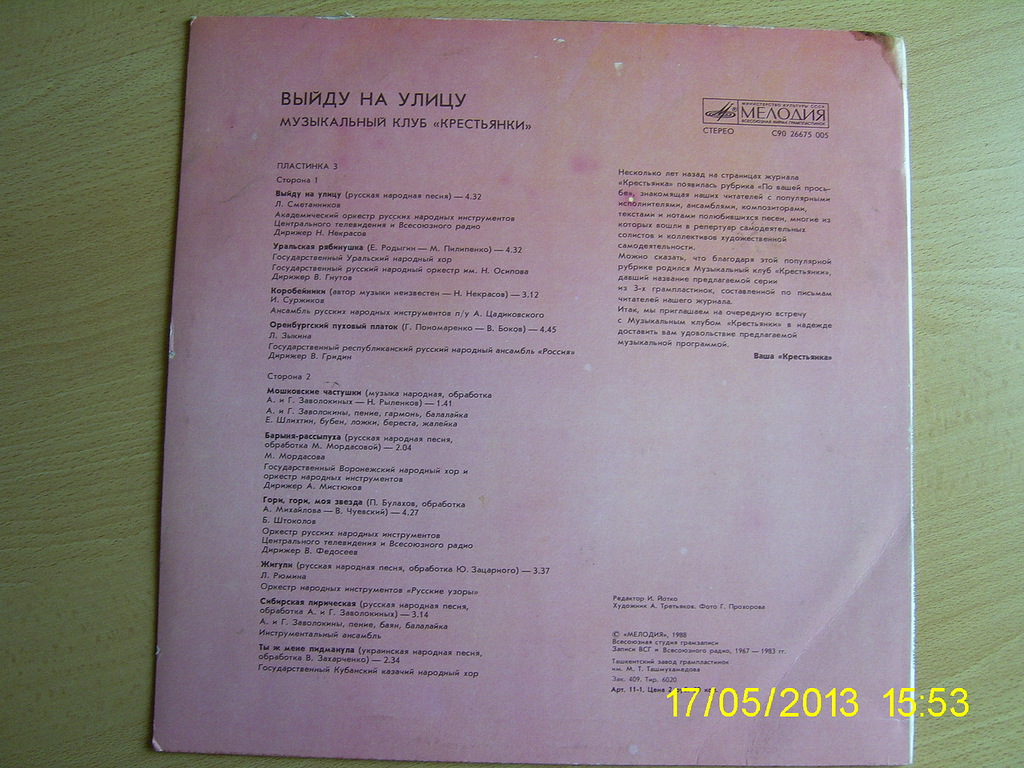 ВЫЙДУ НА УЛИЦУ
МУЗЫКАЛЬНЫЙ КЛУБ «КРЕСТЬЯНКИ»
МИНИСТЕРСТВО КУЛЬТУРЫ СССР
МЕЛОДИЯ
ВСЕСОЮЗНАЯ ФИРМА ГРАМПЛАСТИНОК
СТЕРЕО С90 26675 005
ПЛАСТИНКА 3
Сторона 1
Выйду на улицу (русская народная песня) — 4.32
Л. Сметанников
Академический оркестр русских народных инструментов
Центрального телевидения и Всесоюзного радио
Дирижер Н. Некрасов
Уральская рябинушка (Е. Родыгин — М. Пилипенко) — 4.32
Государственный Уральский народный хор
Государственный русский народный оркестр им. Н. Осипова
Дирижер В. Гнутов
Коробейники (автор музыки неизвестен — Н. Некрасов) — 3.12
И. Суржиков
Ансамбль русских народных инструментов п/у А. Цадиковского
Оренбургский пуховый платок (Г. Пономаренко — В. Боков) — 4.45
Л. Зыкина
Государственный республиканский русский народный ансамбль «Россия»
Дирижер В. Гридин
Сторона 2
Мошковские частушки (музыка народная, обработка
А. и Г. Заволокиных — Н. Рыленков) — 1.41
А. и Г. Заволокины, пение, гармонь, балалайка
Е. Шлихтин, бубен, ложки, береста, жалейка
Барыня-рассыпуха (русская народная песня,
обработка М. Мордасовой) — 2.04
М. Мордасова
Государственный Воронежский народный хор и
оркестр народных инструментов
Дирижер А. Мистюков
Гори, гори, моя звезда (П. Булахов, обработка
А. Михайлова — В. Чуевский) — 4.27
Б. Штоколов
Оркестр русских народных инструментов
Центрального телевидения и Всесоюзного радио
Дирижер В. Федосеев
Жигули (русская народная песня, обработка Ю. Зацарного) — 3.37
Л. Рюмина
Оркестр народных инструментов «Русские узоры»
Сибирская лирическая (русская народная песня,
обработка А. и Г. Заволокиных) — 3.14
А. и Г. Заволокины, пение, баян, балалайка
Инструментальный ансамбль
Ты ж мене пидманула (украинская народная песня,
обработка В. Захарченко) — 2.34
Государственный Кубанский казачий народный хор
Несколько лет назад на страницах журнала
«Крестьянка» появилась рубрика «По вашей прось-
бе», знакомящая наших читателей с популярными
исполнителями, ансамблями, композиторами,
текстами и нотами полюбившихся песен, многие из
которых вошли в репертуар самодеятельных
солистов и коллективов художественной
самодеятельности.
Можно сказать, что благодаря этой популярной
рубрике родился Музыкальный клуб «Крестьянки»,
давший название предлагаемой серии
из 3-х грампластинок, составленной по письмам
читателей нашего журнала.
Итак, мы приглашаем на очередную встречу
с Музыкальным клубом «Крестьянки» в надежде
доставить вам удовольствие предлагаемой
музыкальной программой.
Ваша «Крестьянка»
Редактор И. Йотко
Художник А. Третьяков. Фото Г. Прохорова
© «МЕЛОДИЯ», 1988
Всесоюзная студия грамзаписи
Записи ВСГ и Всесоюзного радио, 1967 — 1983 гг.
Ташкентский завод грампластинок
им. М. Т. Ташмухамедова
Зак. 409. Тир. 6020
Арт. 11-1. Цена 2
17/05/2013 15:53